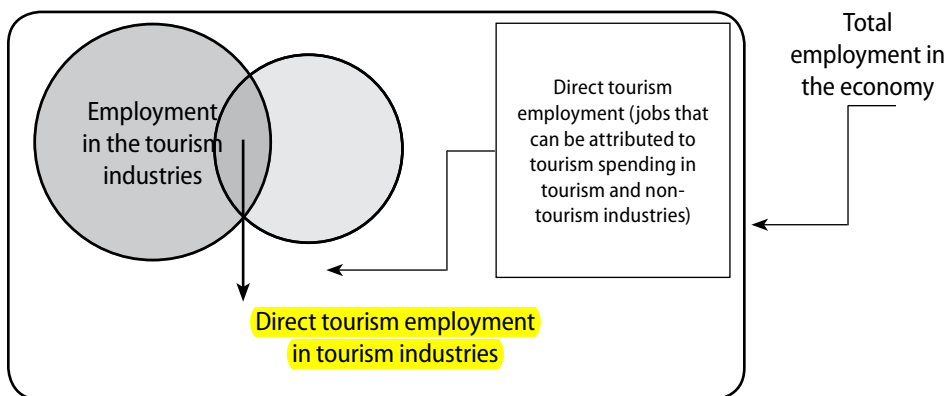 Employment
in the tourism
industries
Direct tourism
employment (jobs that
can be attributed to
tourism spending in
tourism and non-
tourism industries)
Total
employment in
the economy
Direct tourism employment
in tourism industries